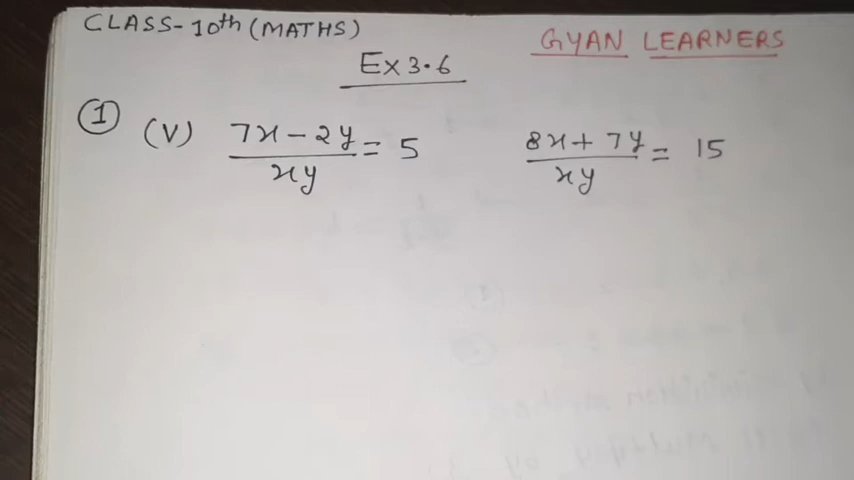 CLASS-10th (MATHS)
GYAN LEARNERS
Ex 3.6
① (V) 7x - 2y / xy = 5 8x + 7y / xy = 15